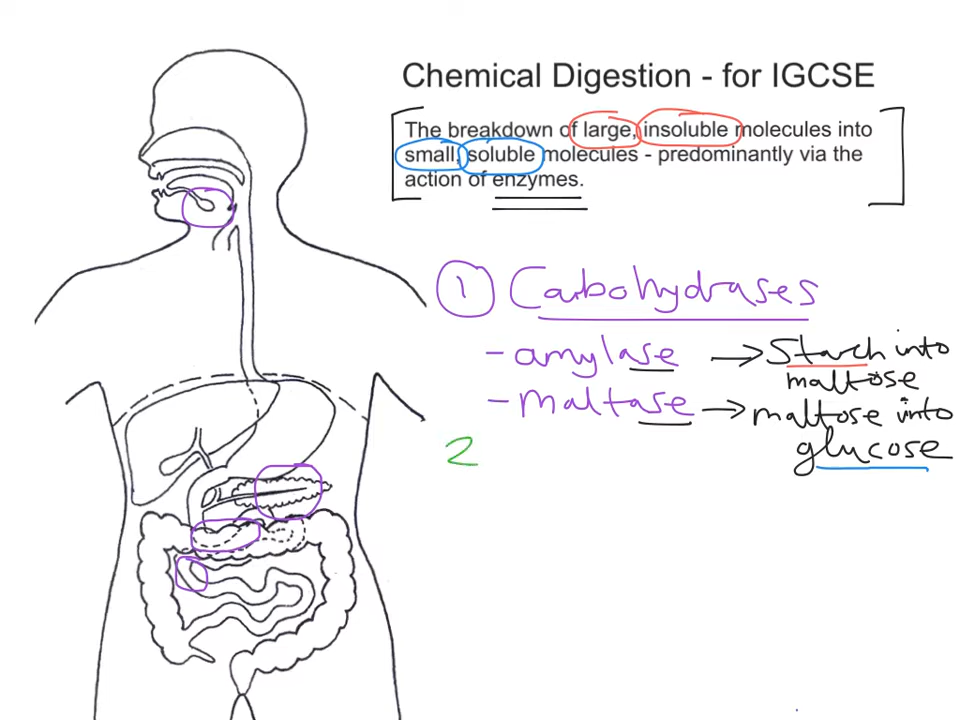 Chemical Digestion - for IGCSE
The breakdown of large, insoluble molecules into
small, soluble molecules - predominantly via the
action of enzymes.
1 Carbohydrases
- amylase → Starch into
maltose
- maltase → maltose into
glucose
2